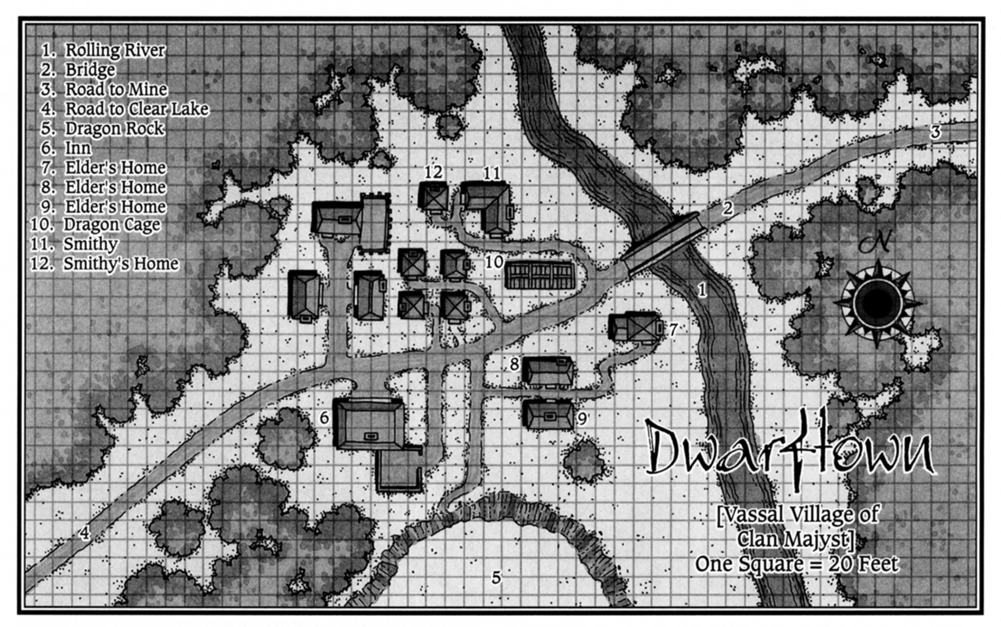 1. Rolling River
2. Bridge
3. Road to Mine
4. Road to Clear Lake
5. Dragon Rock
6. Inn
7. Elder's Home
8. Elder's Home
9. Elder's Home
10. Dragon Cage
11. Smithy
12. Smithy's Home
3
12
11
2
N
10
1
7
8
6
9
Dwarftown
[Vassal Village of
Clan Majyst]
One Square = 20 Feet
4
5